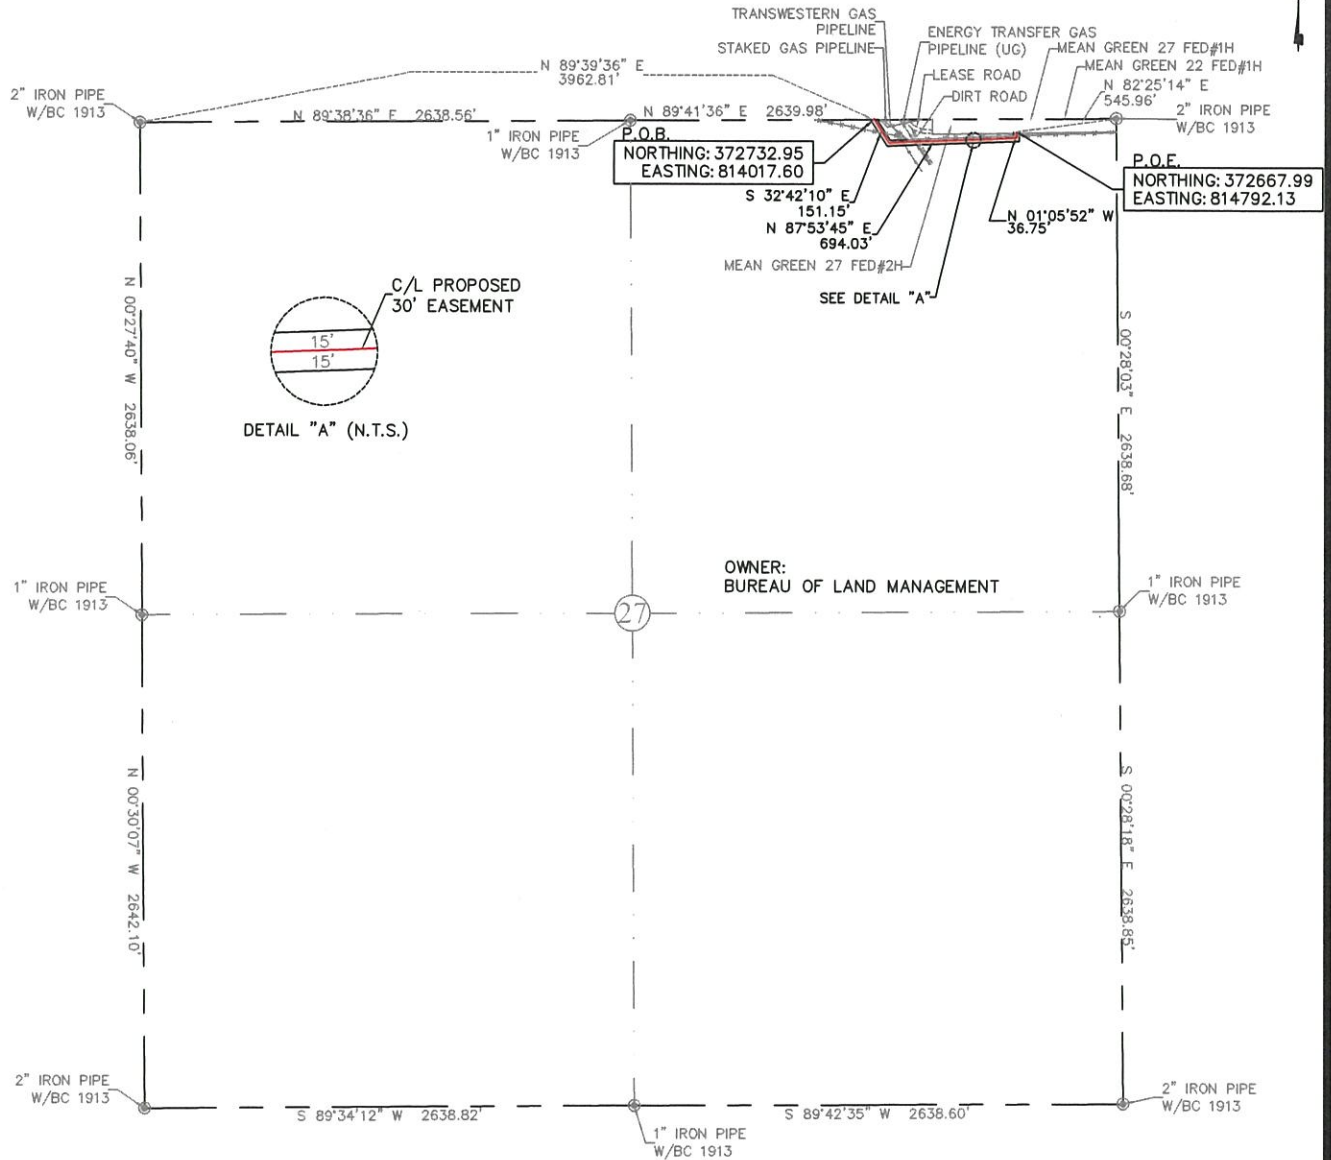 TRANSWESTERN GAS
PIPELINE
STAKED GAS PIPELINE
ENERGY TRANSFER GAS
PIPELINE (UG)
LEASE ROAD
DIRT ROAD
MEAN GREEN 27 FED#1H
MEAN GREEN 22 FED#1H
N 82°25'14" E
545.96'
2" IRON PIPE
W/BC 1913
N 89°39'36" E
3962.81'
2" IRON PIPE
W/BC 1913
N 89°38'36" E 2638.56'
N 89°41'36" E 2639.98'
1" IRON PIPE
W/BC 1913
P.O.B.
NORTHING: 372732.95
EASTING: 814017.60
P.O.E.
NORTHING: 372667.99
EASTING: 814792.13
S 32°42'10" E
151.15'
N 87°53'45" E
694.03'
N 01°05'52" W
36.75'
MEAN GREEN 27 FED#2H
SEE DETAIL "A"
C/L PROPOSED
30' EASEMENT
15'
15'
DETAIL "A" (N.T.S.)
N 00°27'40" W 2638.06'
S 00°28'03" E 2638.68'
OWNER:
BUREAU OF LAND MANAGEMENT
1" IRON PIPE
W/BC 1913
27
1" IRON PIPE
W/BC 1913
N 00°30'07" W 2642.10'
S 00°28'18" E 2638.85'
2" IRON PIPE
W/BC 1913
S 89°34'12" W 2638.82'
S 89°42'35" W 2638.60'
2" IRON PIPE
W/BC 1913
1" IRON PIPE
W/BC 1913